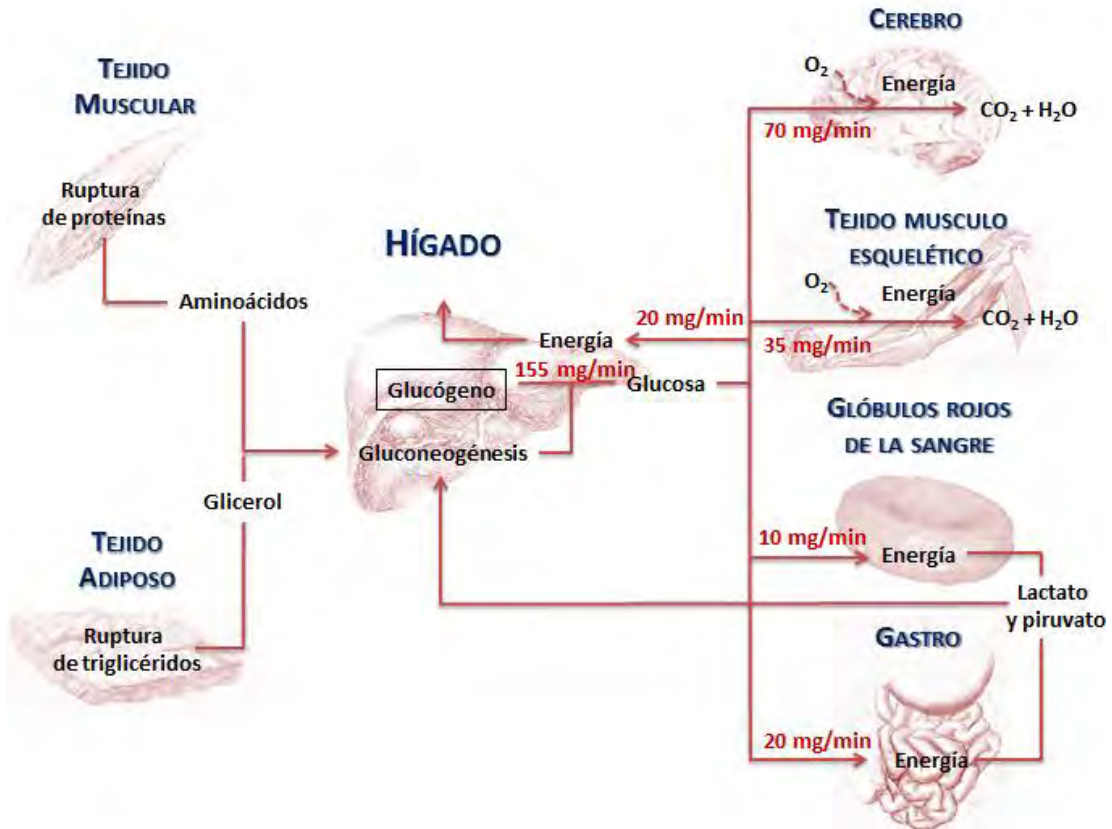 TEJIDO
MUSCULAR
Ruptura
de proteínas
Aminoácidos
Glicerol
TEJIDO
ADIPOSO
Ruptura
de triglicéridos
HÍGADO
Energía
155 mg/min
Glucógeno
Glucosa
Gluconeogénesis
20 mg/min
CEREBRO
O₂
Energía
CO₂ + H₂O
70 mg/min
TEJIDO MUSCULO
ESQUELÉTICO
O₂
Energía
CO₂ + H₂O
35 mg/min
GLÓBULOS ROJOS
DE LA SANGRE
10 mg/min
Energía
Lactato
y piruvato
GASTRO
20 mg/min
Energía